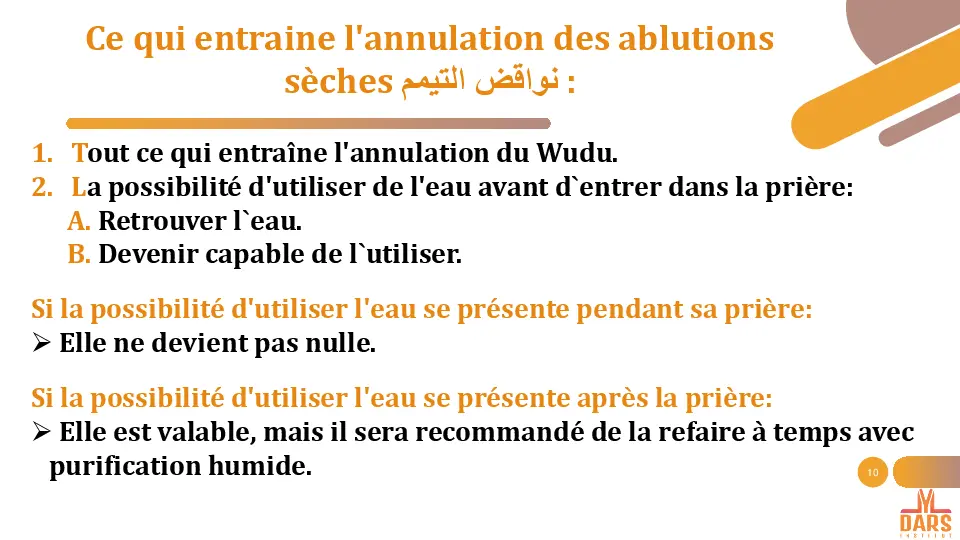 Ce qui entraine l'annulation des ablutions
sèches نواقض التيمم :
1. Tout ce qui entraîne l'annulation du Wudu.
2. La possibilité d'utiliser de l'eau avant d`entrer dans la prière:
A. Retrouver l`eau.
B. Devenir capable de l`utiliser.
Si la possibilité d'utiliser l'eau se présente pendant sa prière:
➢ Elle ne devient pas nulle.
Si la possibilité d'utiliser l'eau se présente après la prière:
➢ Elle est valable, mais il sera recommandé de la refaire à temps avec
purification humide.
10
DARS
INSTITUT